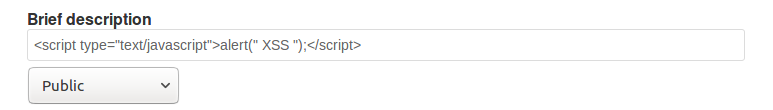 Brief description
<script type="text/javascript">alert(" XSS ");</script>
Public